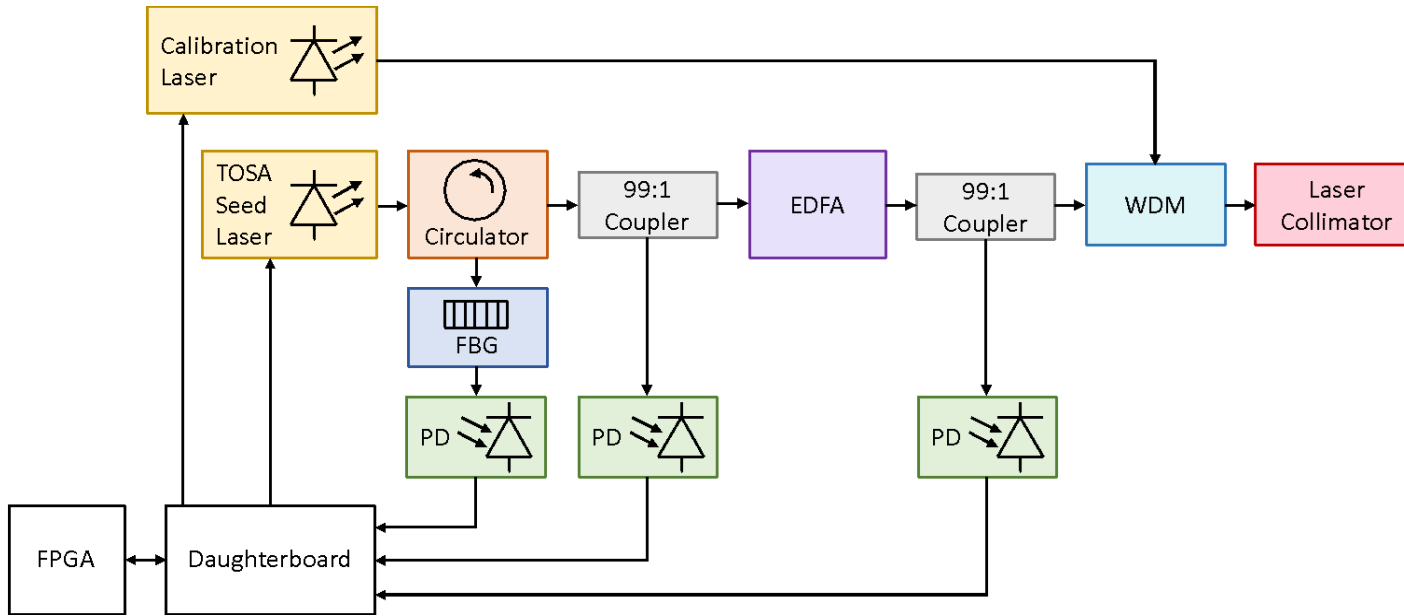 Calibration
Laser
TOSA
Seed
Laser
Circulator
99:1
Coupler
EDFA
99:1
Coupler
WDM
Laser
Collimator
FBG
PD
PD
PD
FPGA
Daughterboard